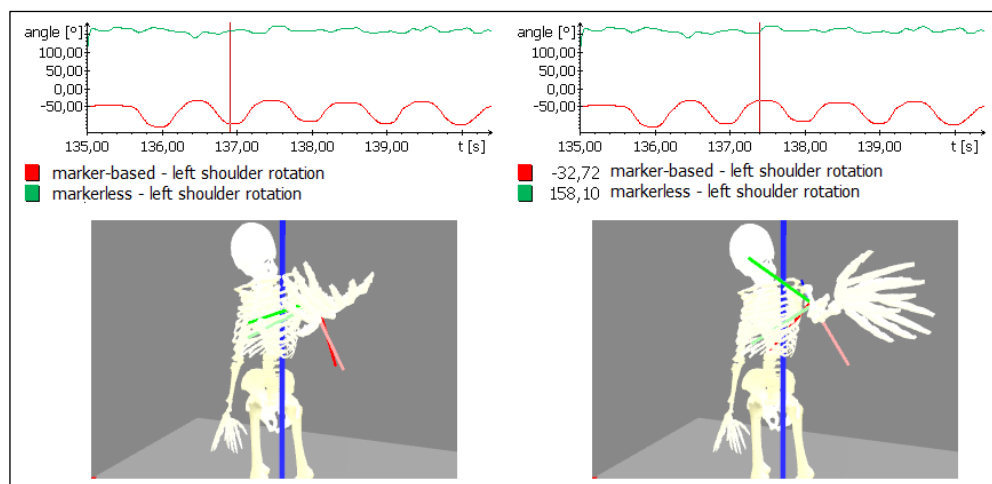 angle [º]
100,00
50,00
0,00
-50,00
135,00 136,00 137,00 138,00 139,00 t [s]
marker-based - left shoulder rotation
markerless - left shoulder rotation
angle [º]
100,00
50,00
0,00
-50,00
135,00 136,00 137,00 138,00 139,00 t [s]
-32,72 marker-based - left shoulder rotation
158,10 markerless - left shoulder rotation